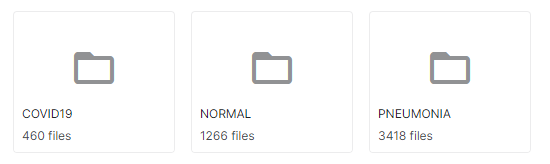 COVID19
460 files
NORMAL
1266 files
PNEUMONIA
3418 files